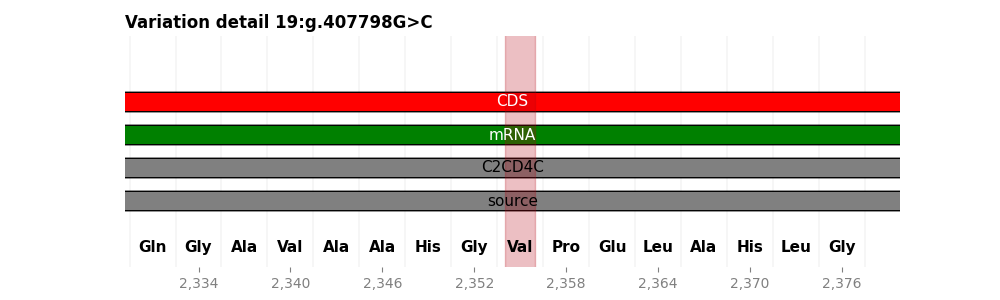 Variation detail 19:g.407798G>C
CDS
mRNA
C2CD4C
source
Gln Gly Ala Val Ala Ala His Gly Val Pro Glu Leu Ala His Leu Gly
2,334 2,340 2,346 2,352 2,358 2,364 2,370 2,376